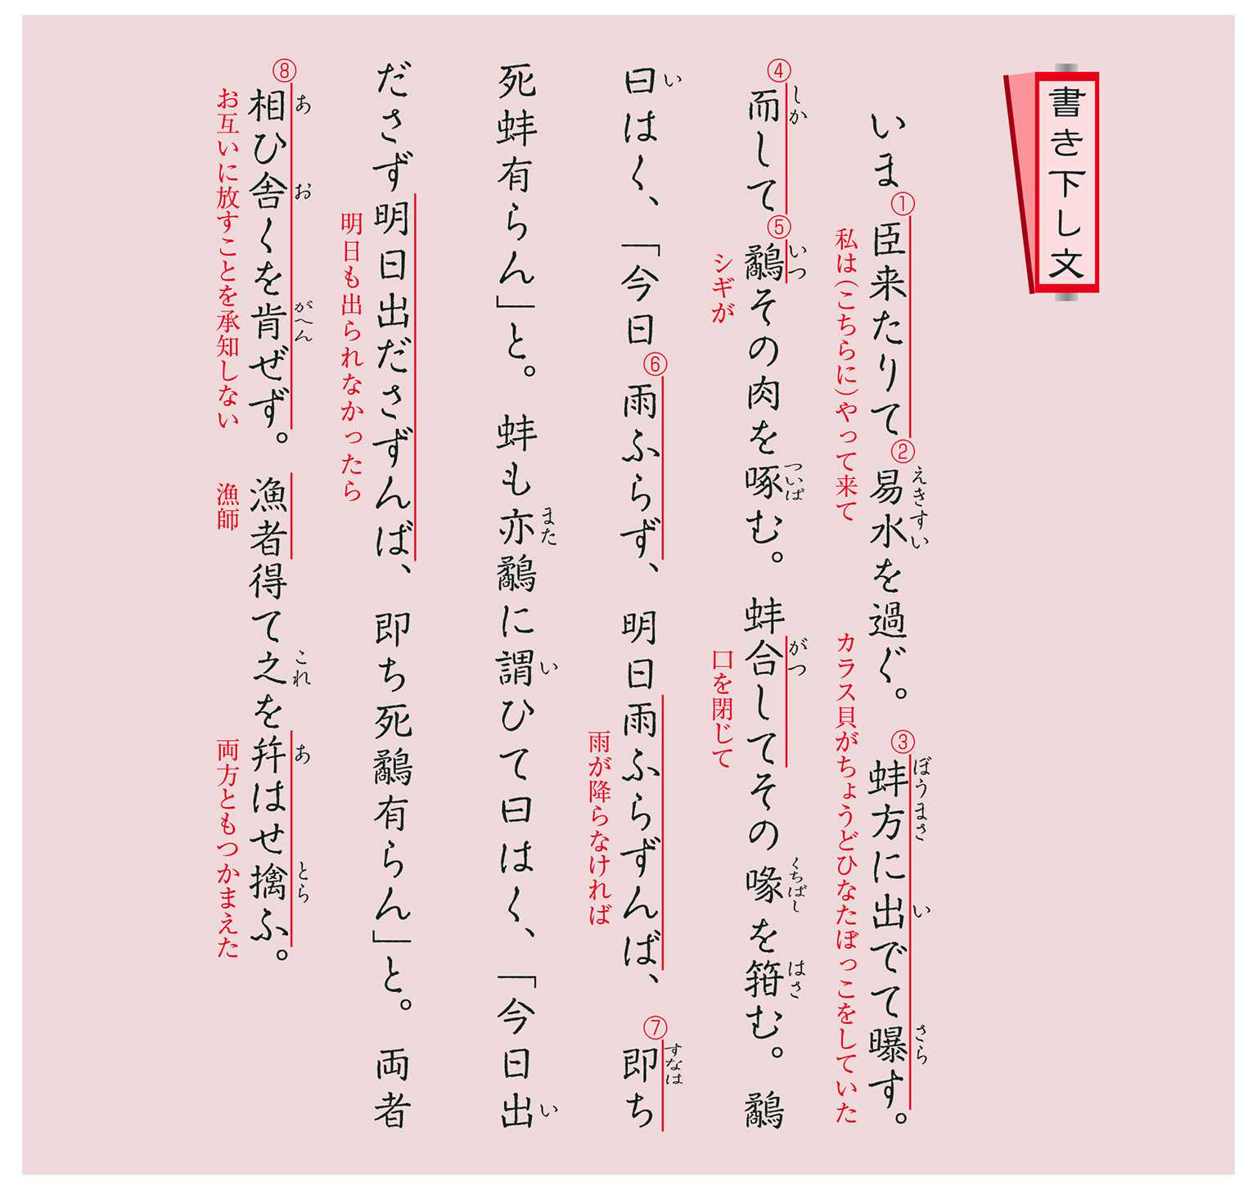 書き下し文
いま①臣来たりて②易水を過ぐ。③蚌方に出でて曝す。
えきすい
ぼうまさ
い
さら
私は(こちらに)やって来て
カラス貝がちょうどひなたぼっこをしていた
④而して⑤鷸その肉を啄む。蚌合してその喙を箝む。鷸
しか
いつ
ついば
がつ
くちばし
はさ
シギが
口を閉じて
曰はく、「今日⑥雨ふらず、明日雨ふらずんば、⑦即ち
い
すなは
雨が降らなければ
死蚌有らん」と。蚌も亦鷸に謂ひて曰はく、「今日出
また
い
い
ださず明日出ださずんば、即ち死鷸有らん」と。両者
明日も出られなかったら
⑧相ひ舎くを肯ぜず。漁者得て之を幷はせ擒ふ。
あ
お
がへん
これ
あ
とら
お互いに放すことを承知しない
漁師
両方ともつかまえた